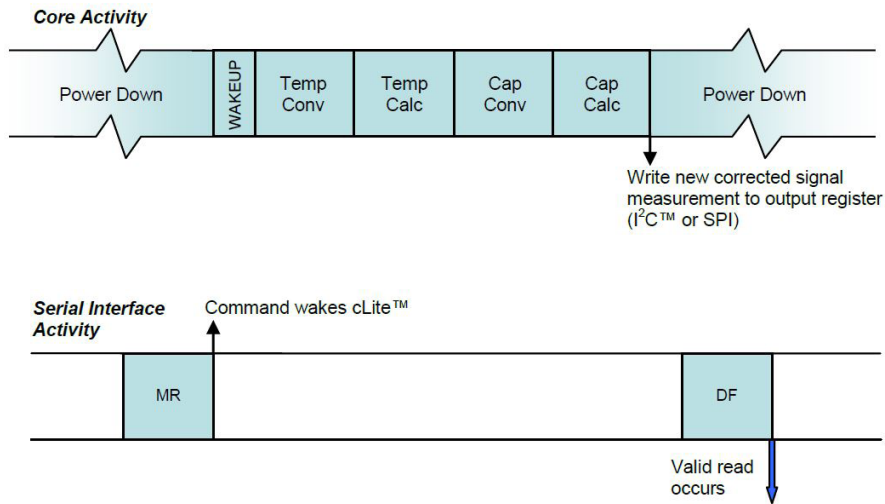 Core Activity
Power Down
WAKEUP
Temp
Conv
Temp
Calc
Cap
Conv
Cap
Calc
Power Down
Write new corrected signal
measurement to output register
(I²C™ or SPI)
Serial Interface
Activity
Command wakes cLite™
MR
DF
Valid read
occurs